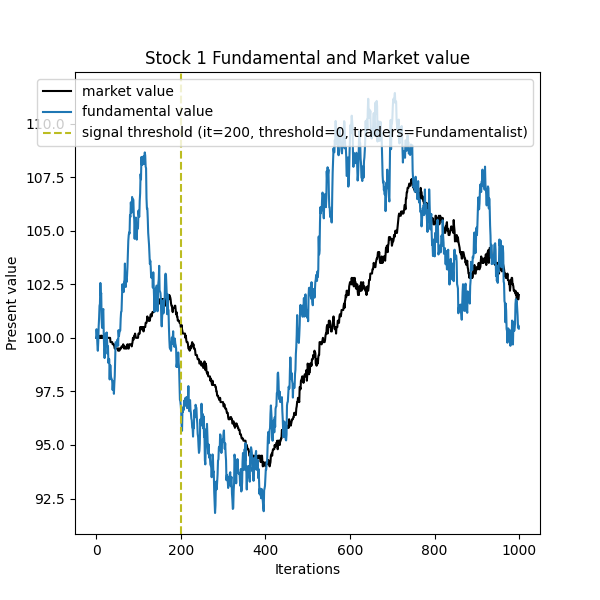 Stock 1 Fundamental and Market value
market value
fundamental value
signal threshold (it=200, threshold=0, traders=Fundamentalist)
110.0
107.5
105.0
102.5
100.0
97.5
95.0
92.5
Present value
0 200 400 600 800 1000
Iterations